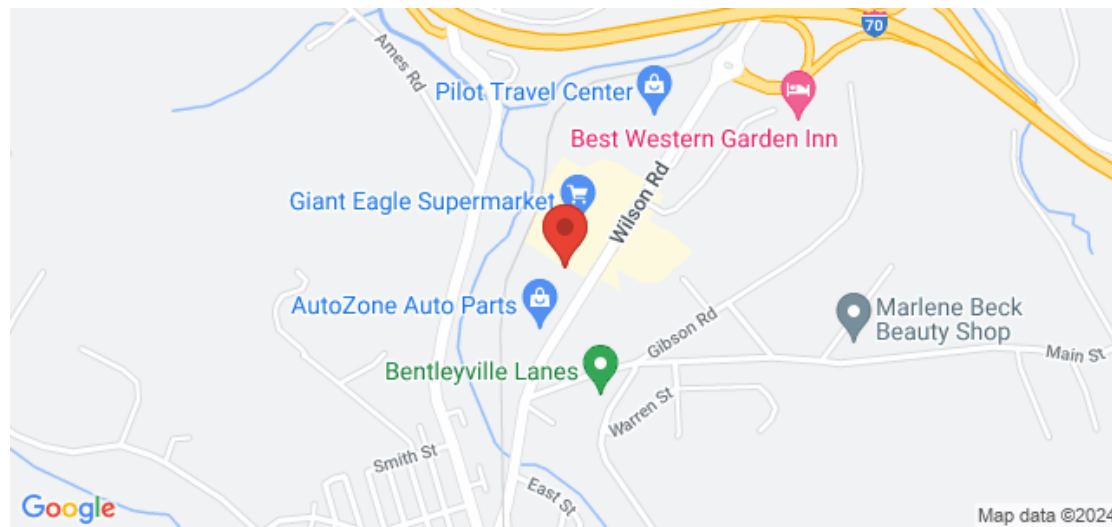 70
Ames Rd
Pilot Travel Center
Best Western Garden Inn
Giant Eagle Supermarket
Wilson Rd
AutoZone Auto Parts
Marlene Beck
Beauty Shop
Gibson Rd
Main St
Bentleyville Lanes
Warren St
Smith St
East St
Google
Map data ©2024